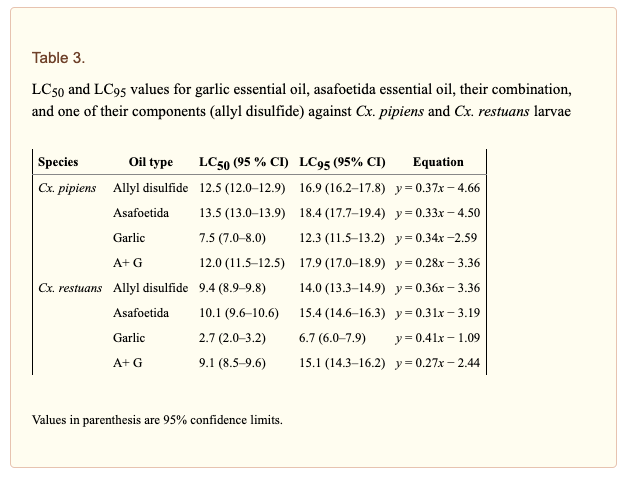 Table 3.
LC50 and LC95 values for garlic essential oil, asafoetida essential oil, their combination,
and one of their components (allyl disulfide) against Cx. pipiens and Cx. restuans larvae
Species Oil type LC50 (95 % CI) LC95 (95% CI) Equation
Cx. pipiens Allyl disulfide 12.5 (12.0–12.9) 16.9 (16.2–17.8) y = 0.37x − 4.66
Asafoetida 13.5 (13.0–13.9) 18.4 (17.7–19.4) y = 0.33x − 4.50
Garlic 7.5 (7.0–8.0) 12.3 (11.5–13.2) y = 0.34x −2.59
A+ G 12.0 (11.5–12.5) 17.9 (17.0–18.9) y = 0.28x − 3.36
Cx. restuans Allyl disulfide 9.4 (8.9–9.8) 14.0 (13.3–14.9) y = 0.36x − 3.36
Asafoetida 10.1 (9.6–10.6) 15.4 (14.6–16.3) y = 0.31x − 3.19
Garlic 2.7 (2.0–3.2) 6.7 (6.0–7.9) y = 0.41x − 1.09
A+ G 9.1 (8.5–9.6) 15.1 (14.3–16.2) y = 0.27x − 2.44
Values in parenthesis are 95% confidence limits.